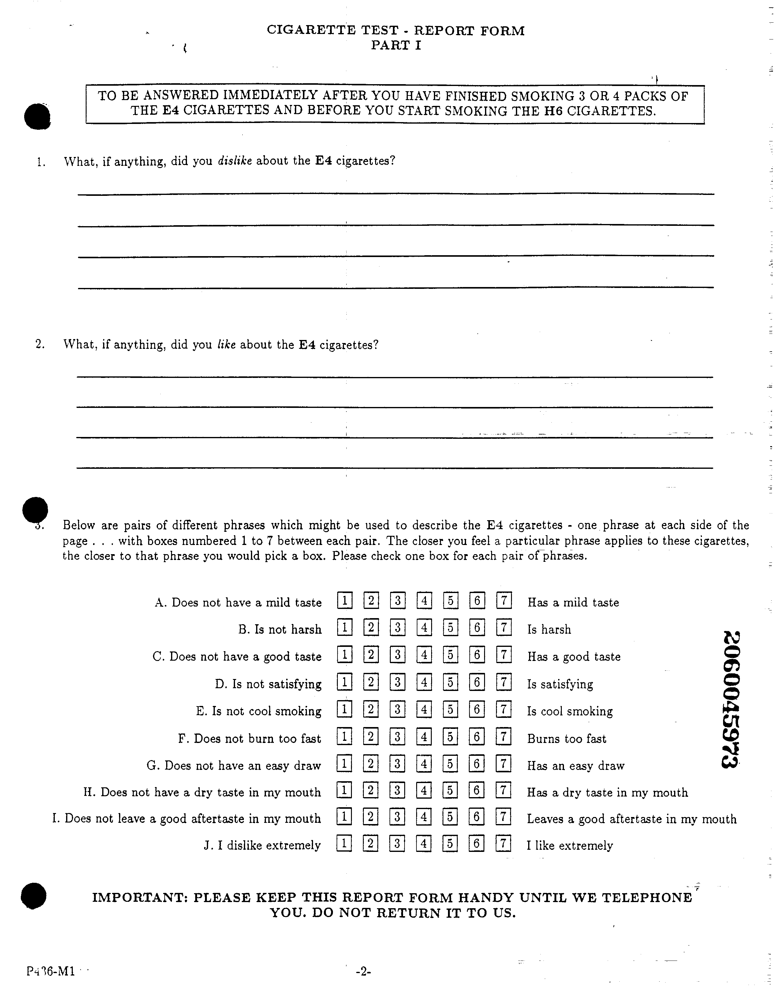 CIGARETTE TEST - REPORT FORM
PART I
TO BE ANSWERED IMMEDIATELY AFTER YOU HAVE FINISHED SMOKING 3 OR 4 PACKS OF
THE E4 CIGARETTES AND BEFORE YOU START SMOKING THE H6 CIGARETTES.
1. What, if anything, did you dislike about the E4 cigarettes?
2. What, if anything, did you like about the E4 cigarettes?
3. Below are pairs of different phrases which might be used to describe the E4 cigarettes - one phrase at each side of the
page . . . with boxes numbered 1 to 7 between each pair. The closer you feel a particular phrase applies to these cigarettes,
the closer to that phrase you would pick a box. Please check one box for each pair of phrases.
A. Does not have a mild taste 1 2 3 4 5 6 7 Has a mild taste
B. Is not harsh 1 2 3 4 5 6 7 Is harsh
C. Does not have a good taste 1 2 3 4 5 6 7 Has a good taste
D. Is not satisfying 1 2 3 4 5 6 7 Is satisfying
E. Is not cool smoking 1 2 3 4 5 6 7 Is cool smoking
F. Does not burn too fast 1 2 3 4 5 6 7 Burns too fast
G. Does not have an easy draw 1 2 3 4 5 6 7 Has an easy draw
H. Does not have a dry taste in my mouth 1 2 3 4 5 6 7 Has a dry taste in my mouth
I. Does not leave a good aftertaste in my mouth 1 2 3 4 5 6 7 Leaves a good aftertaste in my mouth
J. I dislike extremely 1 2 3 4 5 6 7 I like extremely
2060045973
IMPORTANT: PLEASE KEEP THIS REPORT FORM HANDY UNTIL WE TELEPHONE
YOU. DO NOT RETURN IT TO US.
P436-M1
-2-